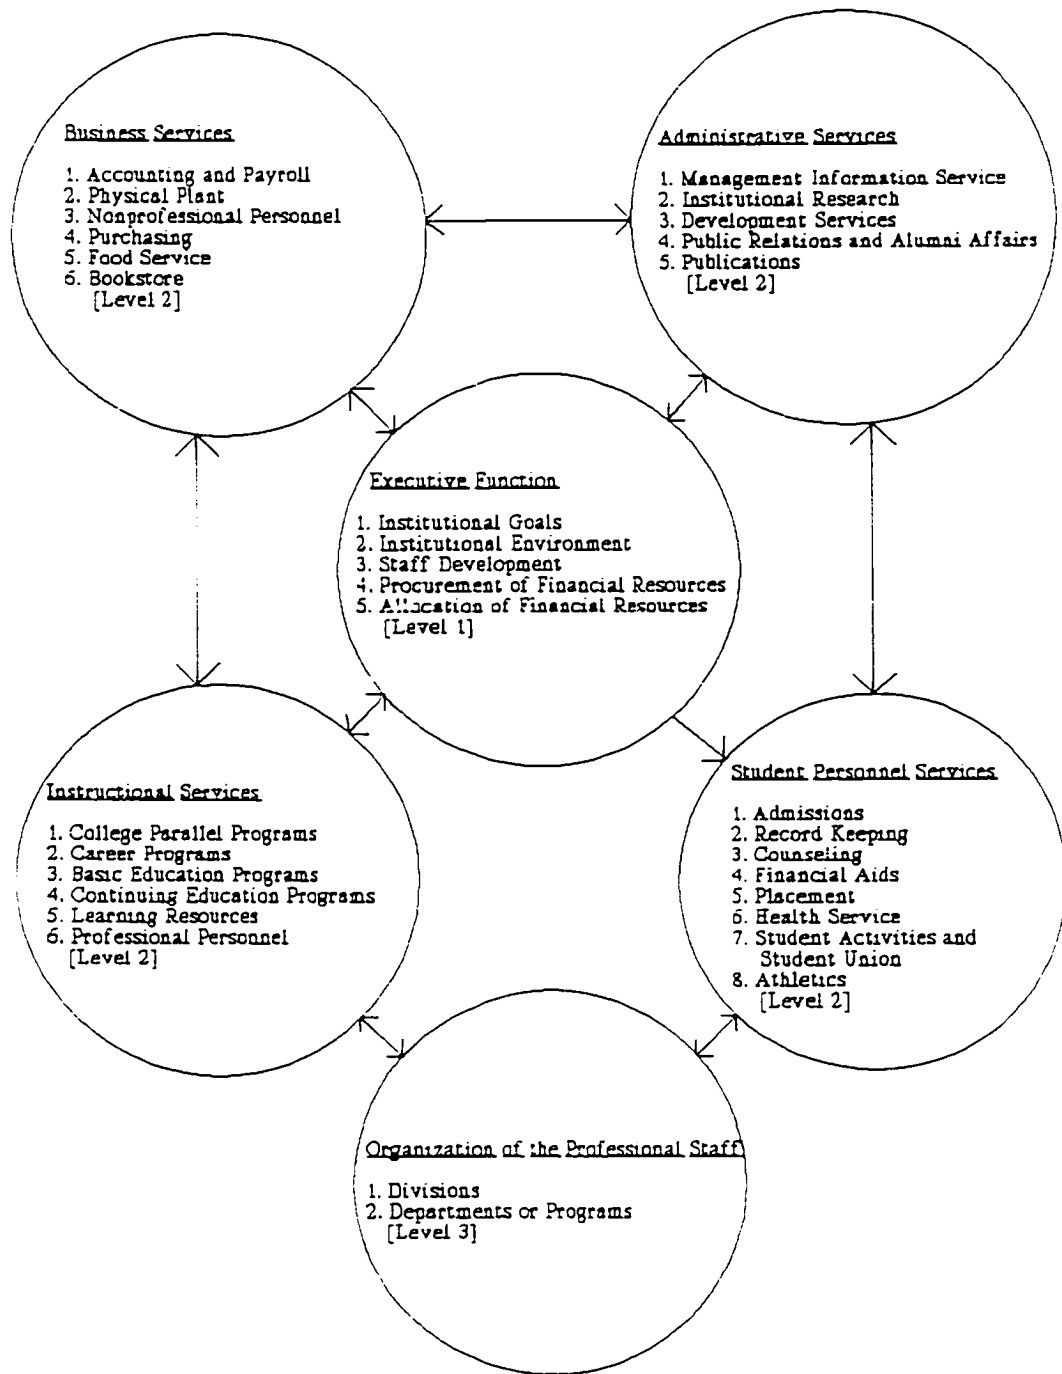 Business Services
1. Accounting and Payroll
2. Physical Plant
3. Nonprofessional Personnel
4. Purchasing
5. Food Service
6. Bookstore
[Level 2]
Administrative Services
1. Management Information Service
2. Institutional Research
3. Development Services
4. Public Relations and Alumni Affairs
5. Publications
[Level 2]
Executive Function
1. Institutional Goals
2. Institutional Environment
3. Staff Development
4. Procurement of Financial Resources
5. Allocation of Financial Resources
[Level 1]
Instructional Services
1. College Parallel Programs
2. Career Programs
3. Basic Education Programs
4. Continuing Education Programs
5. Learning Resources
6. Professional Personnel
[Level 2]
Student Personnel Services
1. Admissions
2. Record Keeping
3. Counseling
4. Financial Aids
5. Placement
6. Health Service
7. Student Activities and
Student Union
8. Athletics
[Level 2]
Organization of the Professional Staff
1. Divisions
2. Departments or Programs
[Level 3]